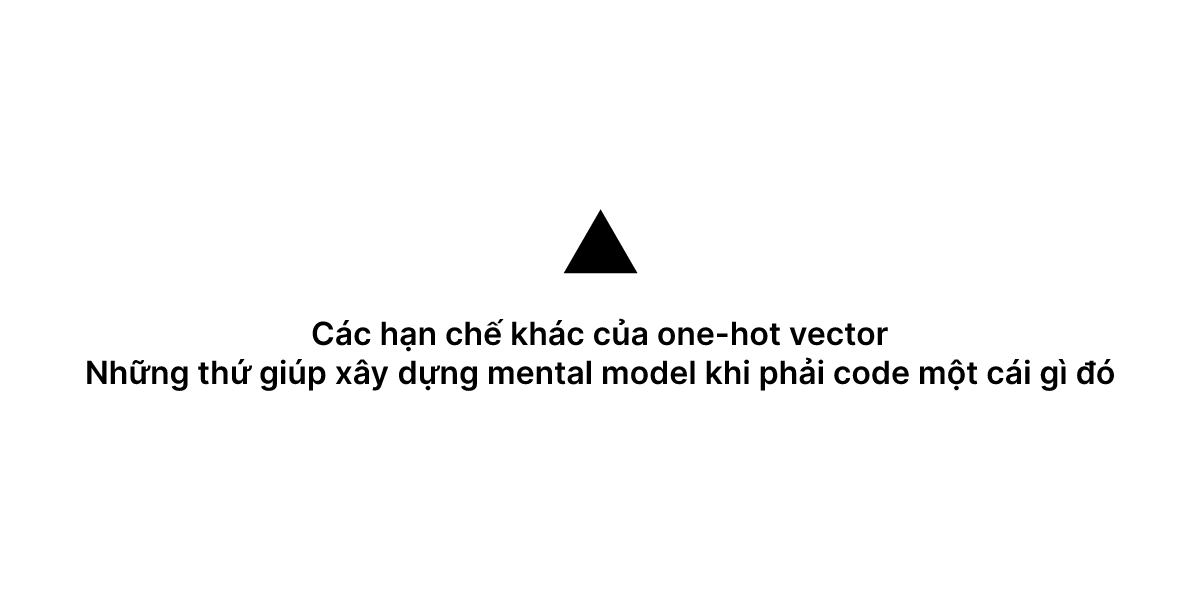 Các hạn chế khác của one-hot vector
Những thứ giúp xây dựng mental model khi phải code một cái gì đó